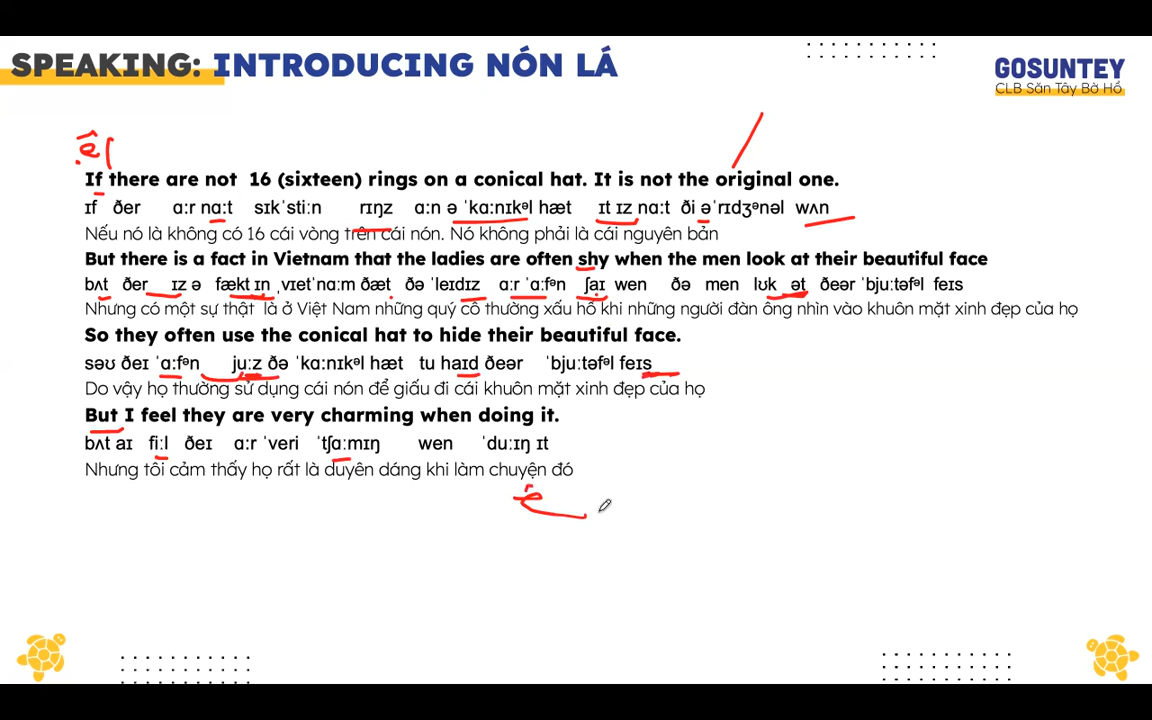 SPEAKING: INTRODUCING NÓN LÁ
GOSUNTEY
CLB Săn Tây Bờ Hồ
If there are not 16 (sixteen) rings on a conical hat. It is not the original one.
ɪf ðer ɑːr nɑːt sɪkˈstiːn rɪŋz ɑːn ə ˈkɑːnɪkᵊl hæt ɪt ɪz nɑːt ði əˈrɪdʒᵊnəl wʌn
Nếu nó là không có 16 cái vòng trên cái nón. Nó không phải là cái nguyên bản
But there is a fact in Vietnam that the ladies are often shy when the men look at their beautiful face
bʌt ðer ɪz ə fækt ɪn ˌvɪetˈnɑːm ðæt ðə ˈleɪdɪz ɑːr ˈɑːfᵊn ʃaɪ wen ðə men lʊk ət ðeər ˈbjuːtəfᵊl feɪs
Nhưng có một sự thật là ở Việt Nam những quý cô thường xấu hổ khi những người đàn ông nhìn vào khuôn mặt xinh đẹp của họ
So they often use the conical hat to hide their beautiful face.
səʊ ðeɪ ˈɑːfᵊn juːz ðə ˈkɑːnɪkᵊl hæt tu haɪd ðeər ˈbjuːtəfᵊl feɪs
Do vậy họ thường sử dụng cái nón để giấu đi cái khuôn mặt xinh đẹp của họ
But I feel they are very charming when doing it.
bʌt aɪ fiːl ðeɪ ɑːr ˈveri ˈtʃɑːmɪŋ wen ˈduːɪŋ ɪt
Nhưng tôi cảm thấy họ rất là duyên dáng khi làm chuyện đó